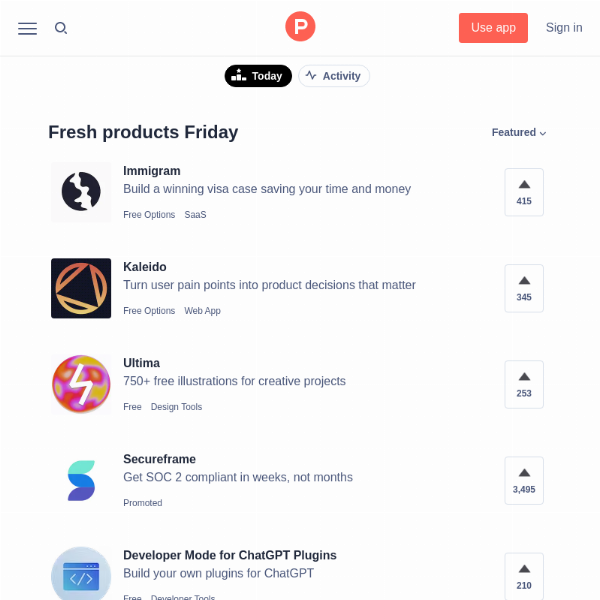 P
Use app
Sign in
Today
Activity
Fresh products Friday
Featured
Immigram
Build a winning visa case saving your time and money
Free Options SaaS
415
Kaleido
Turn user pain points into product decisions that matter
Free Options Web App
345
Ultima
750+ free illustrations for creative projects
Free Design Tools
253
Secureframe
Get SOC 2 compliant in weeks, not months
Promoted
3,495
Developer Mode for ChatGPT Plugins
Build your own plugins for ChatGPT
Free Developer Tools
210